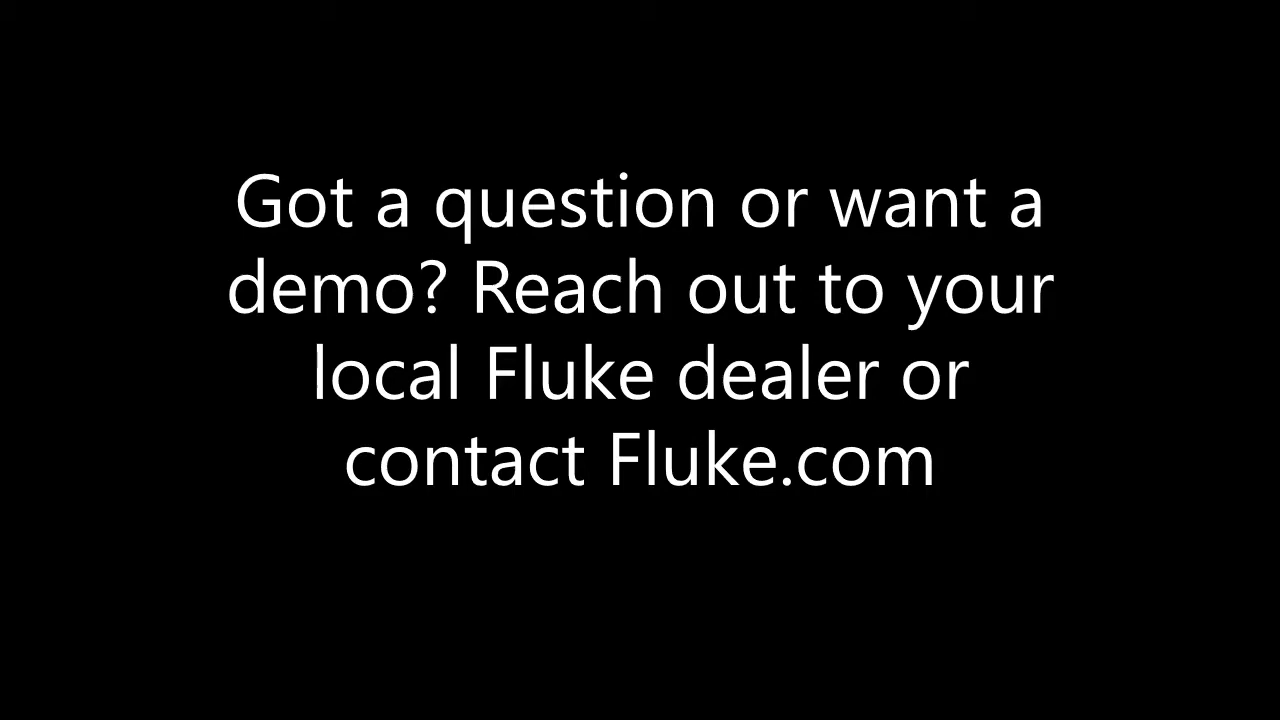 Got a question or want a
demo? Reach out to your
local Fluke dealer or
contact Fluke.com